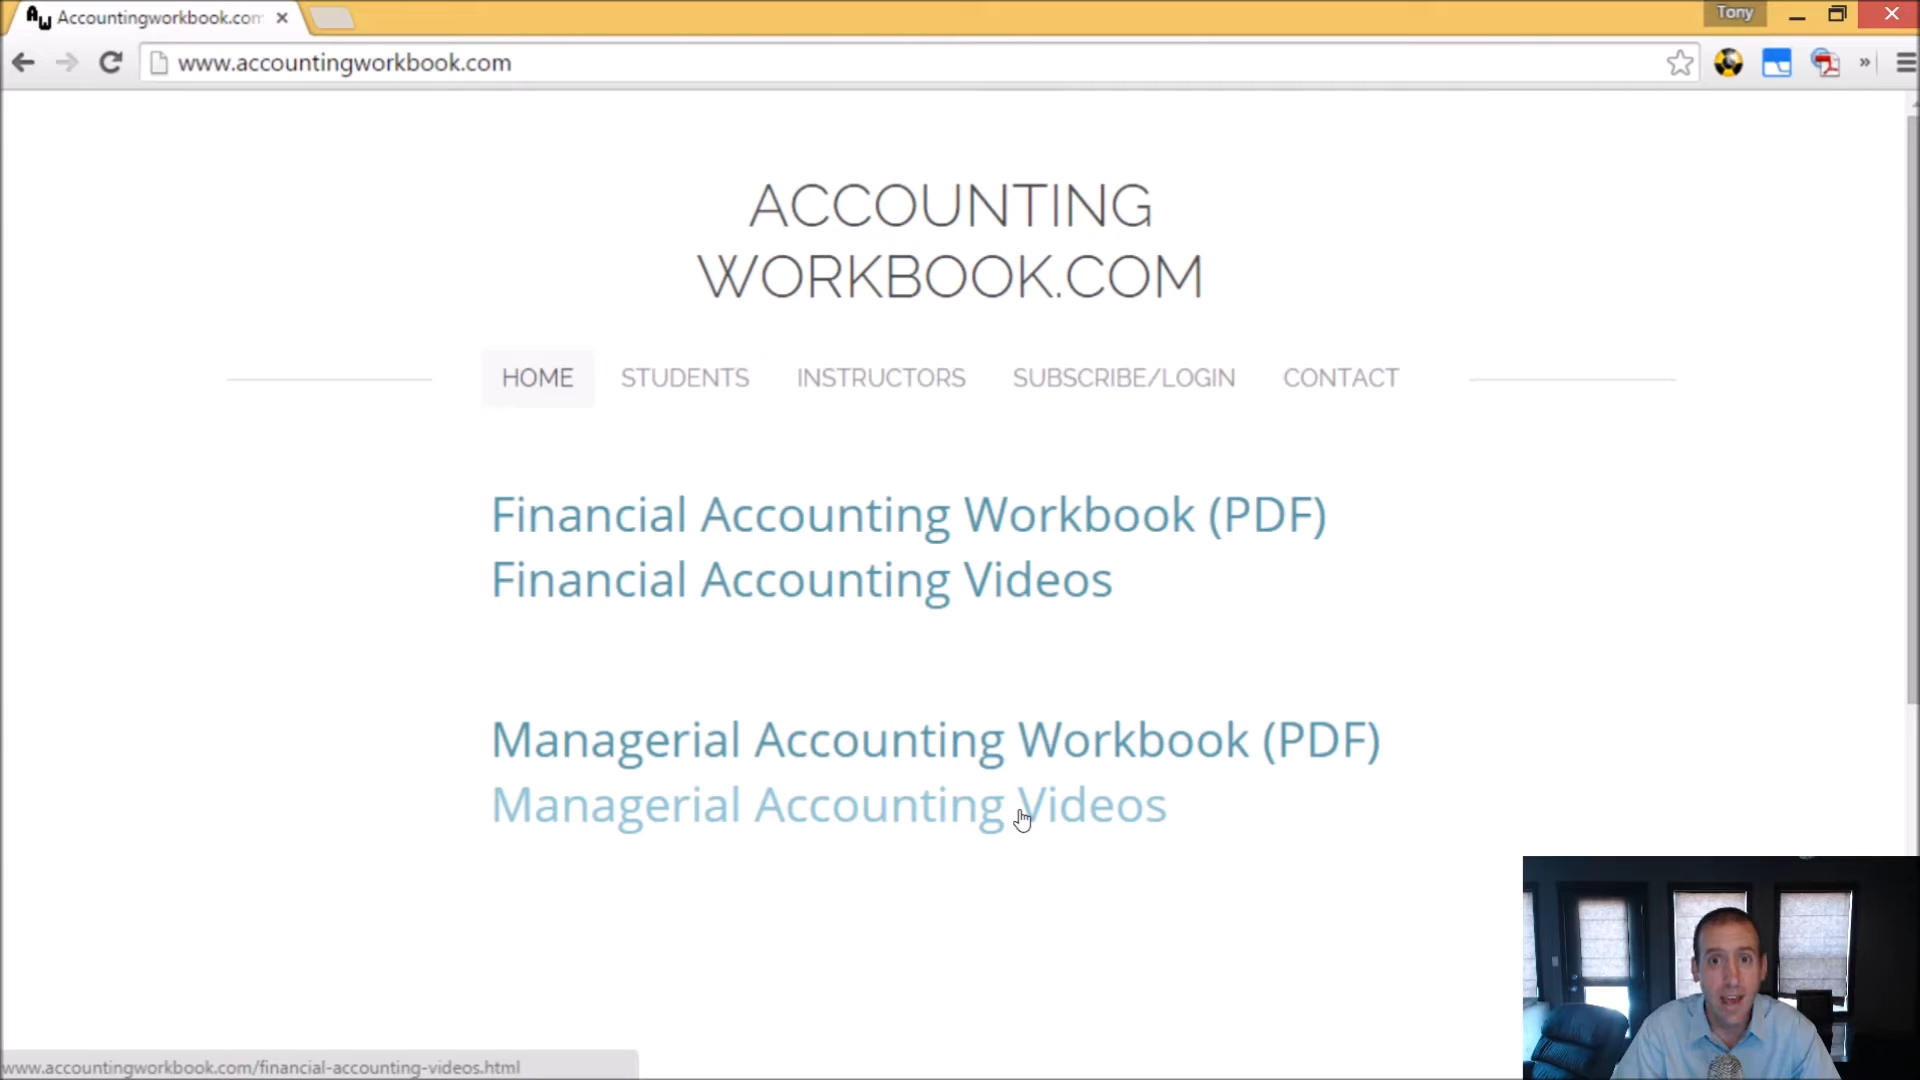 Accountingworkbook.com
Tony
www.accountingworkbook.com
ACCOUNTING
WORKBOOK.COM
HOME STUDENTS INSTRUCTORS SUBSCRIBE/LOGIN CONTACT
Financial Accounting Workbook (PDF)
Financial Accounting Videos
Managerial Accounting Workbook (PDF)
Managerial Accounting Videos
www.accountingworkbook.com/financial-accounting-videos.html